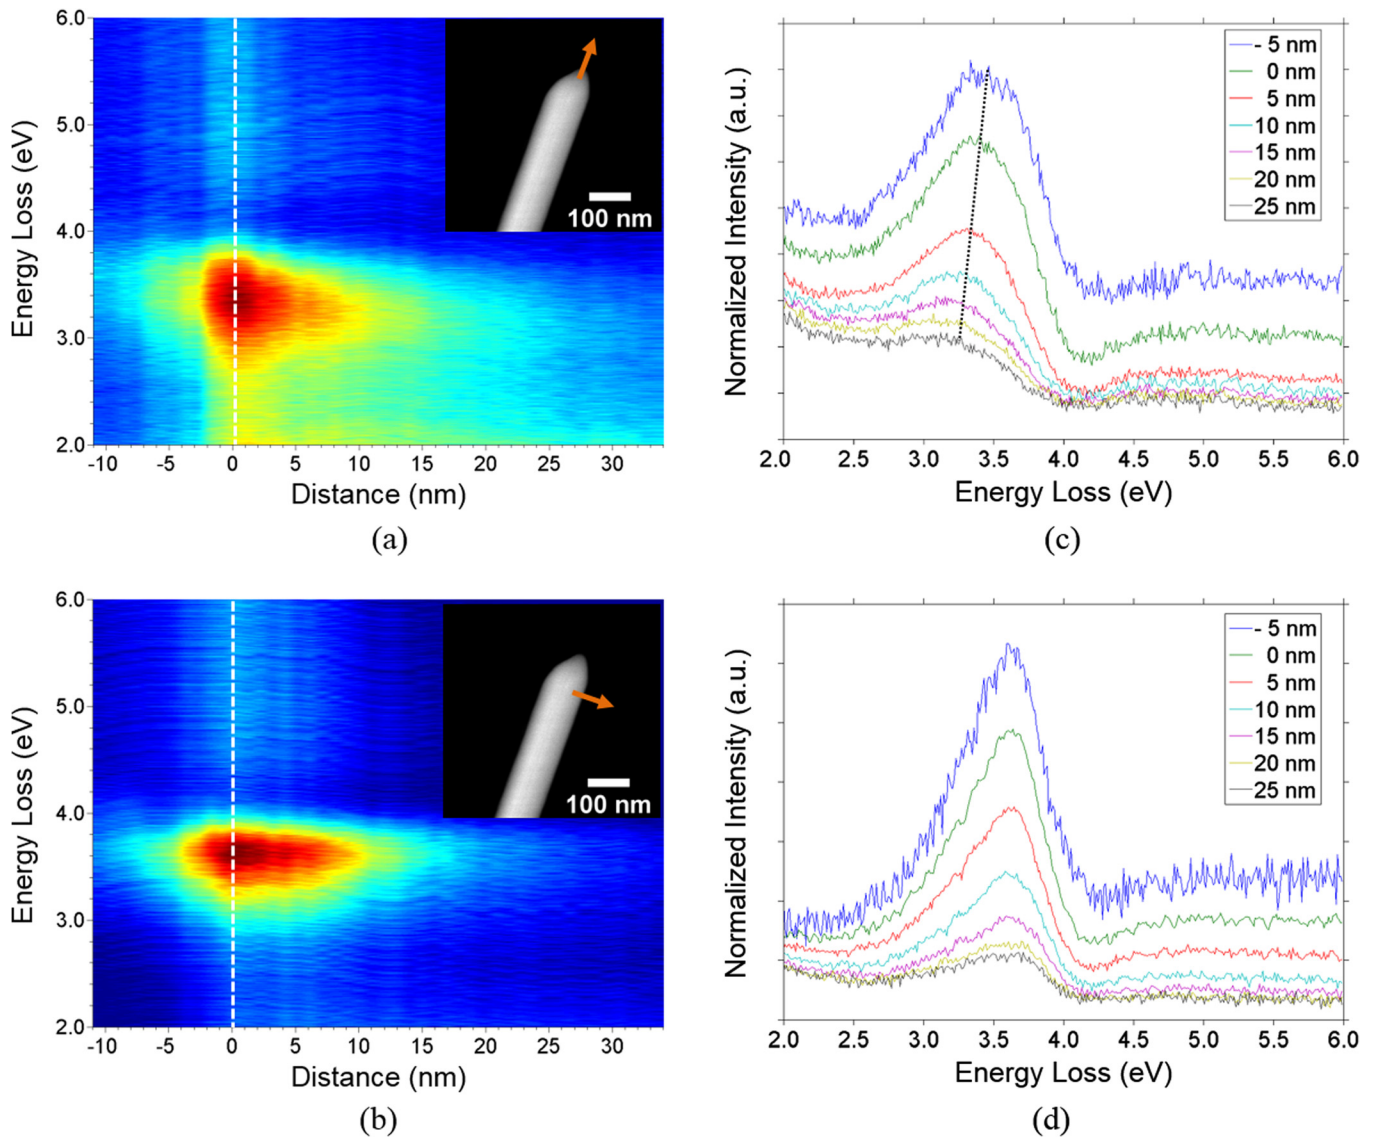 6.0
5.0
4.0
3.0
2.0
Energy Loss (eV)
100 nm
-10 -5 0 5 10 15 20 25 30
Distance (nm)
(a)
Normalized Intensity (a.u.)
- 5 nm
0 nm
5 nm
10 nm
15 nm
20 nm
25 nm
2.0 2.5 3.0 3.5 4.0 4.5 5.0 5.5 6.0
Energy Loss (eV)
(c)
6.0
5.0
4.0
3.0
2.0
Energy Loss (eV)
100 nm
-10 -5 0 5 10 15 20 25 30
Distance (nm)
(b)
Normalized Intensity (a.u.)
- 5 nm
0 nm
5 nm
10 nm
15 nm
20 nm
25 nm
2.0 2.5 3.0 3.5 4.0 4.5 5.0 5.5 6.0
Energy Loss (eV)
(d)